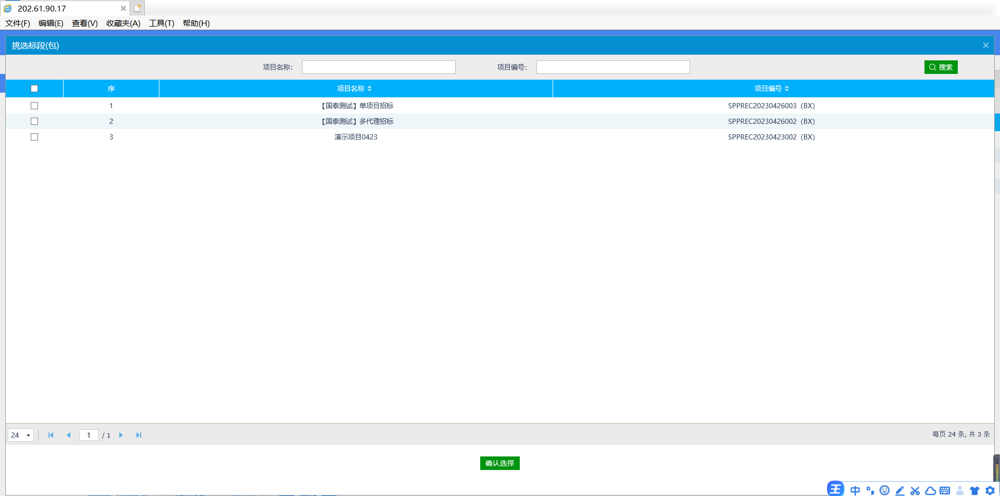 202.61.90.17
文件(F) 编辑(E) 查看(V) 收藏夹(A) 工具(T) 帮助(H)
挑选标段(包)
项目名称: 项目编号: 搜索
序 项目名称 项目编号
1 【国泰测试】单项目招标 SPPREC20230426003（BX）
2 【国泰测试】多代理招标 SPPREC20230426002（BX）
3 演示项目0423 SPPREC20230423002（BX）
24 1 / 1 每页 24 条, 共 3 条
确认选择
王 中